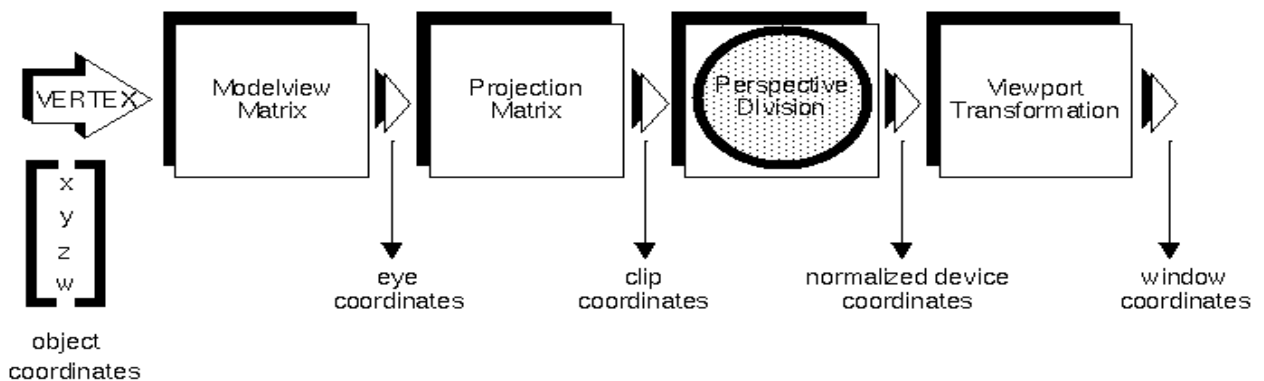 VERTEX
Modelview
Matrix
Projection
Matrix
Perspective
Division
Viewport
Transformation
x
y
z
w
object
coordinates
eye
coordinates
clip
coordinates
normalized device
coordinates
window
coordinates